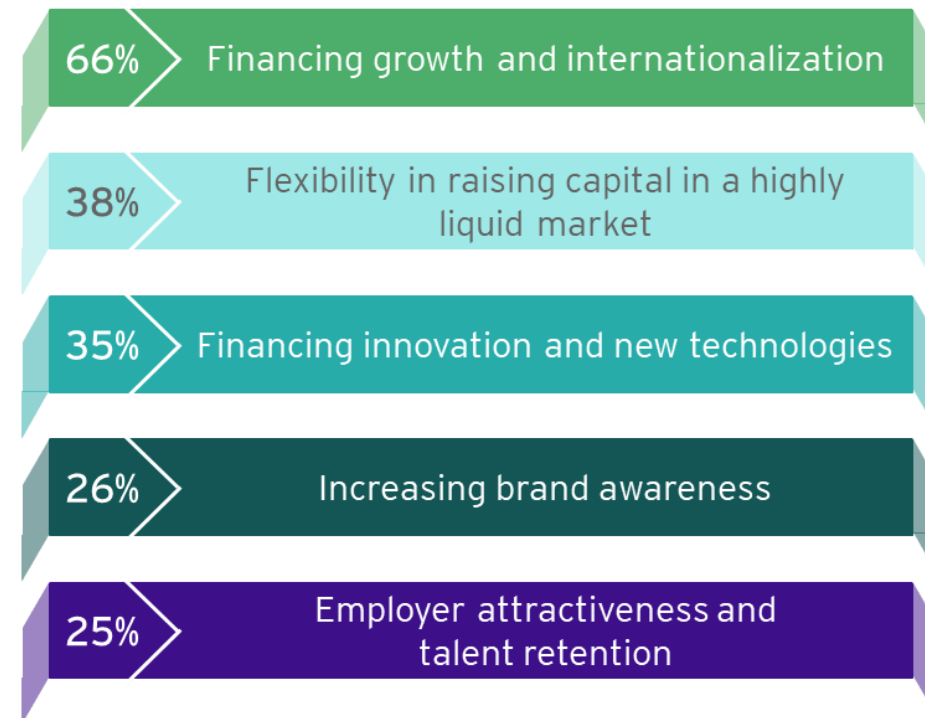 66% Financing growth and internationalization
38% Flexibility in raising capital in a highly
liquid market
35% Financing innovation and new technologies
26% Increasing brand awareness
25% Employer attractiveness and
talent retention